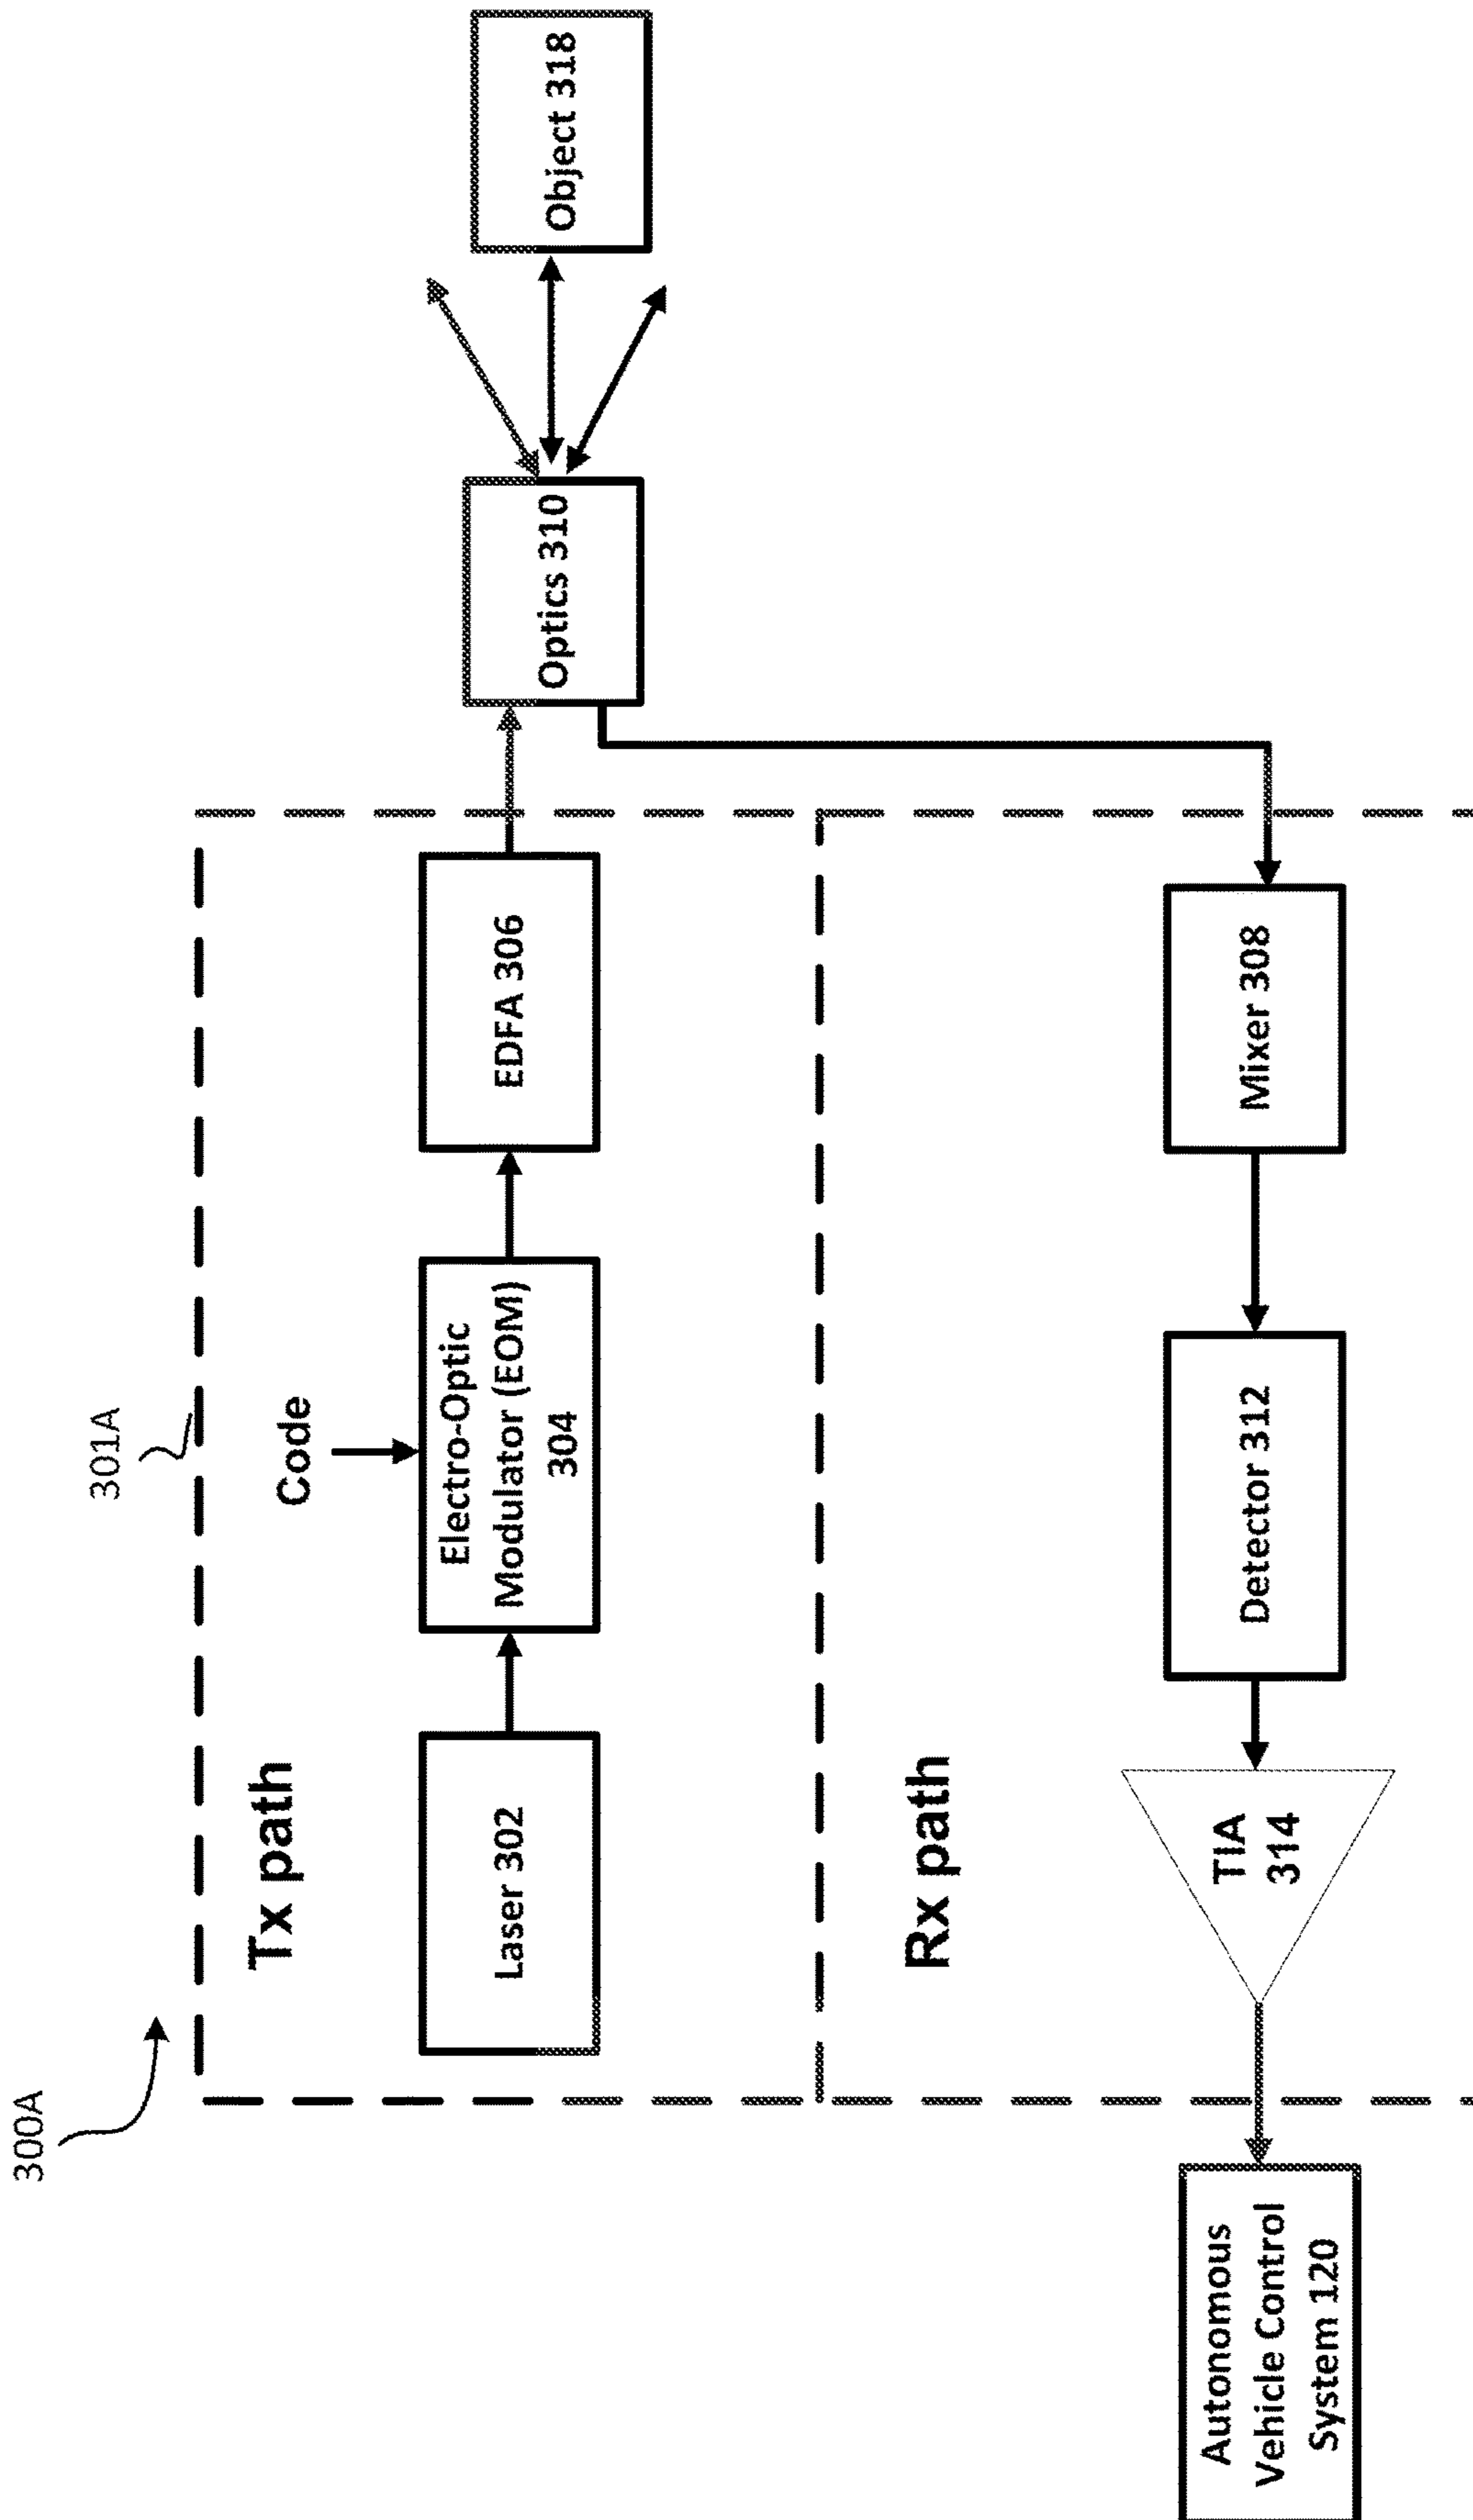 300A
301A
Tx path
Code
Laser 302
Electro-Optic
Modulator (EOM)
304
EDFA 306
Optics 310
Object 318
Rx path
Autonomous
Vehicle Control
System 120
TIA
314
Detector 312
Mixer 308